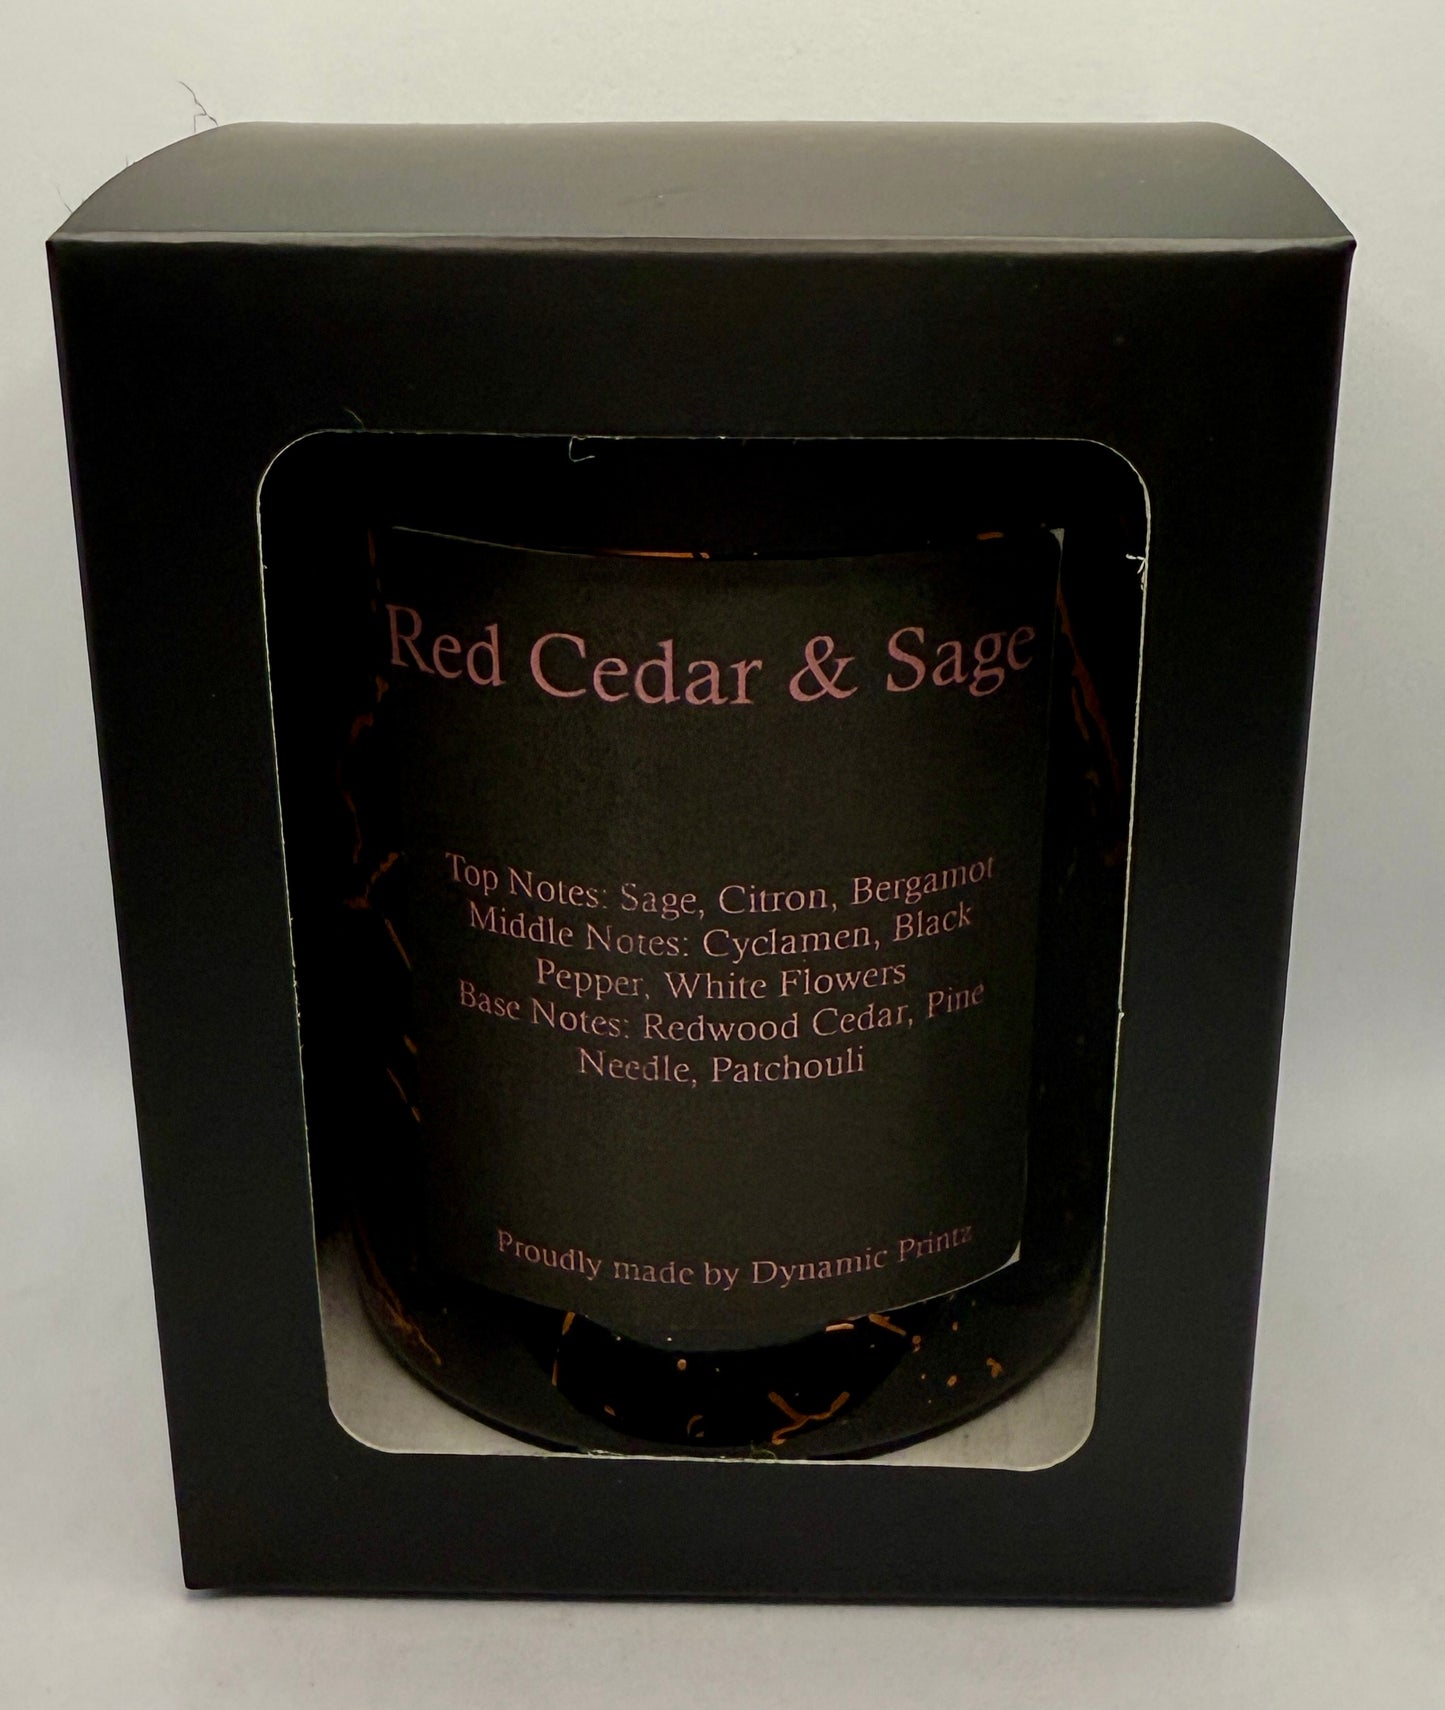 Red Cedar & Sage
Top Notes: Sage, Citron, Bergamot
Middle Notes: Cyclamen, Black
Pepper, White Flowers
Base Notes: Redwood Cedar, Pine
Needle, Patchouli
Proudly made by Dynamic Printz